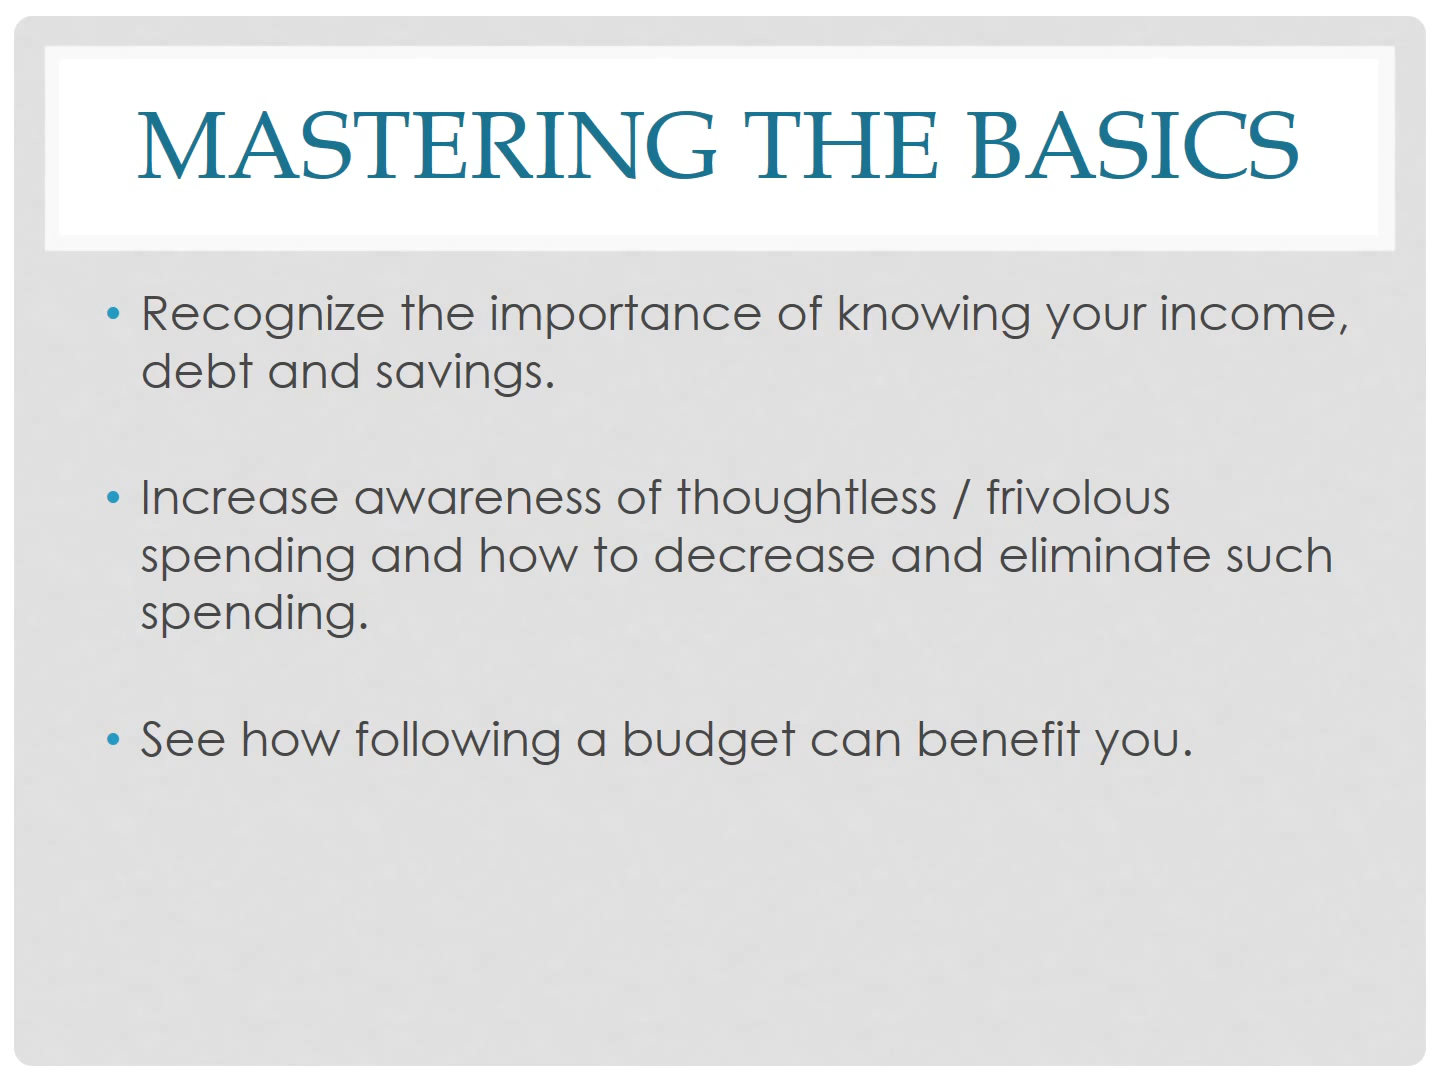 MASTERING THE BASICS
• Recognize the importance of knowing your income,
debt and savings.
• Increase awareness of thoughtless / frivolous
spending and how to decrease and eliminate such
spending.
• See how following a budget can benefit you.